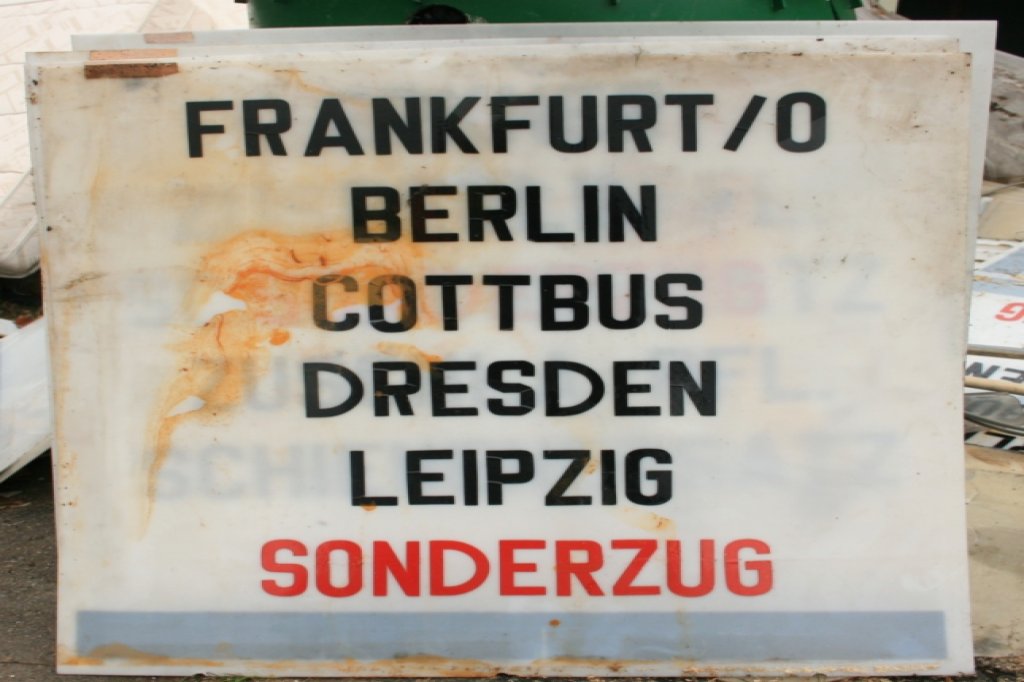 FRANKFURT/O
BERLIN
COTTBUS
DRESDEN
LEIPZIG
SONDERZUG